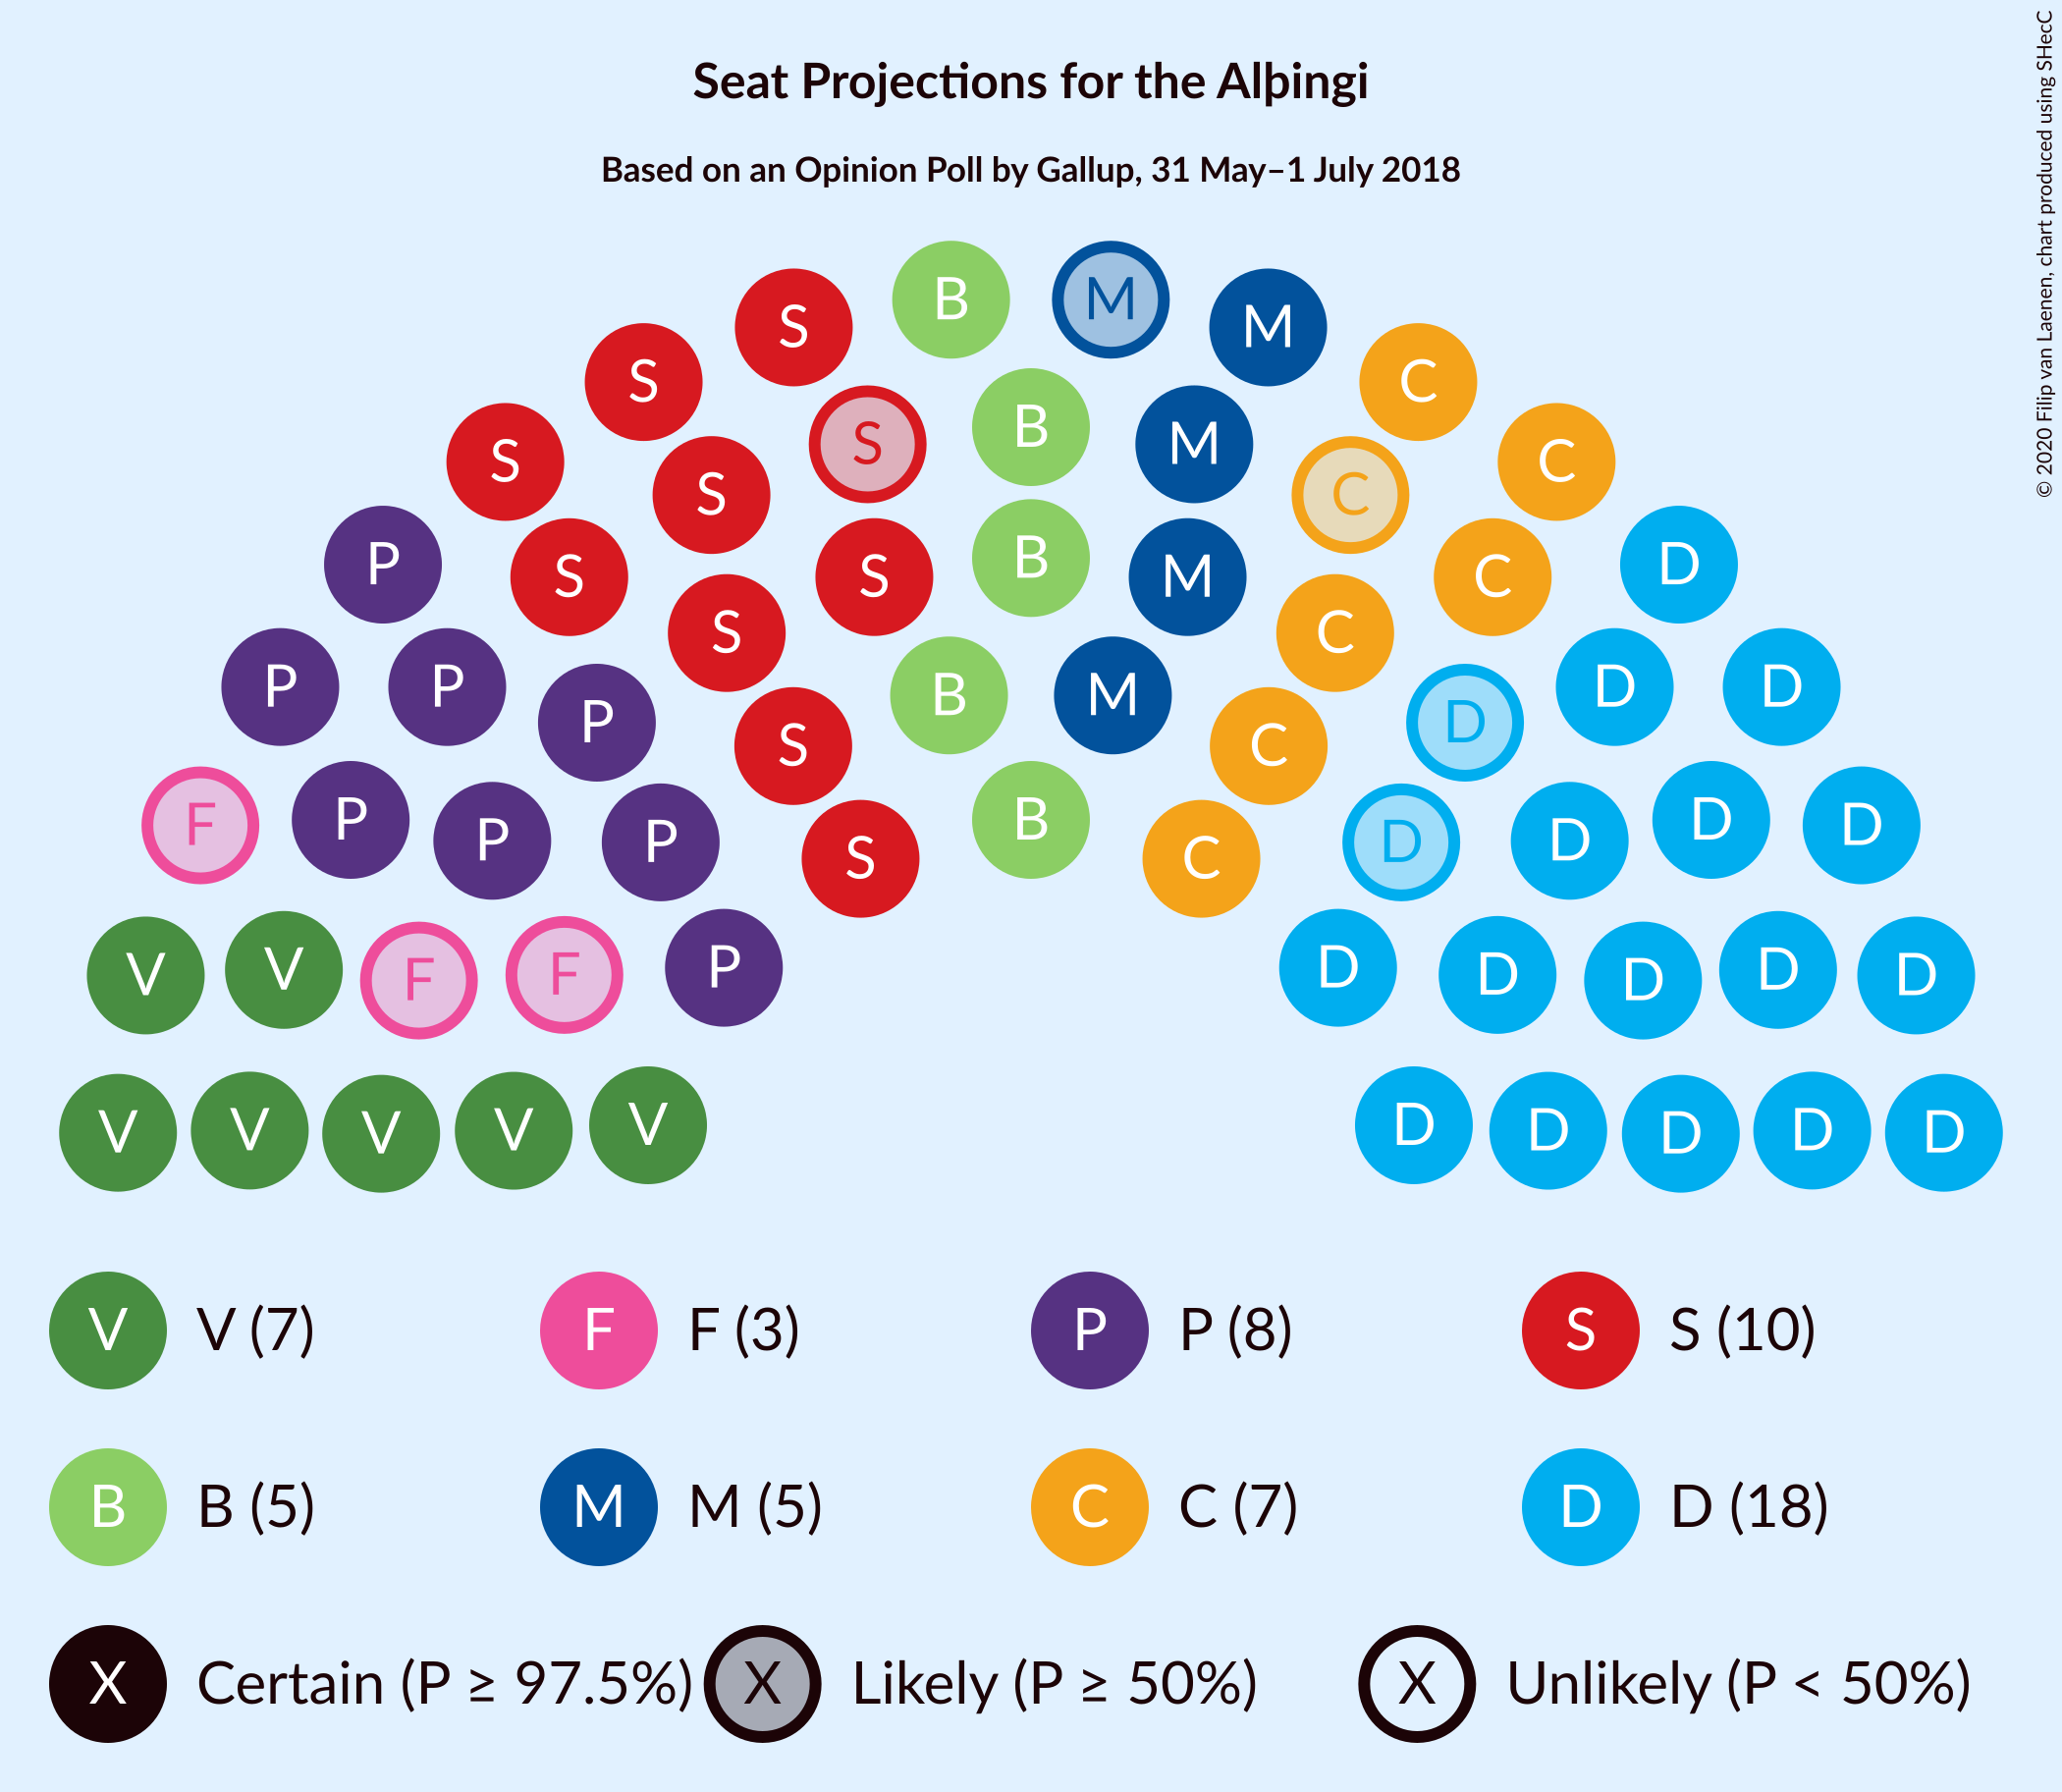 Seat Projections for the Alþingi
Based on an Opinion Poll by Gallup, 31 May–1 July 2018
© 2020 Filip van Laenen, chart produced using SHecC
B M
S M
S C
S B M C
S C
S S C
P B D
S S M C
S C
P P B M D D
P D
S C
F P P P B D D D D
S C
V V F F P D D D D D
V V V V V D D D D D
V V (7) F F (3) P P (8) S S (10)
B B (5) M M (5) C C (7) D D (18)
X Certain (P ≥ 97.5%) X Likely (P ≥ 50%) X Unlikely (P < 50%)